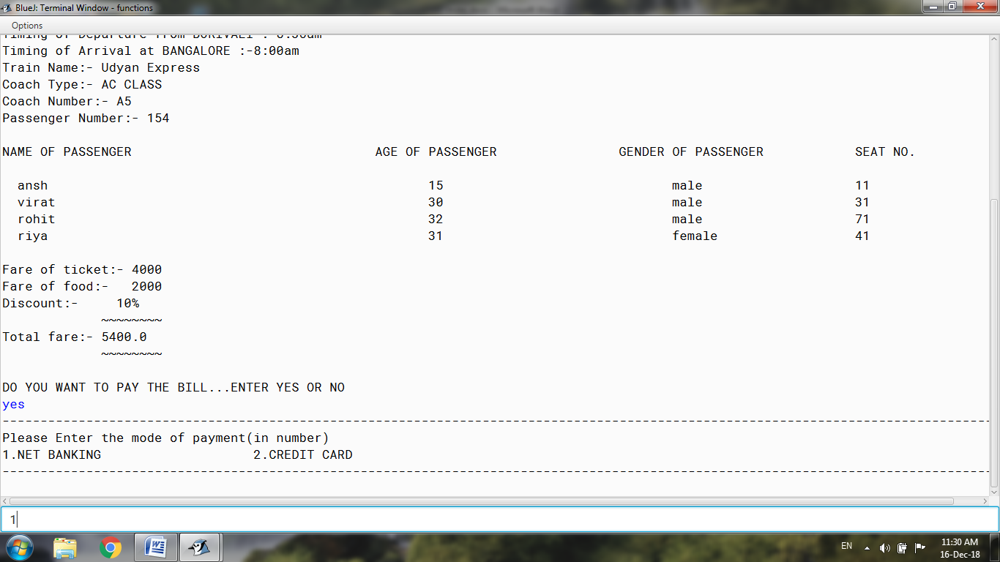 BlueJ: Terminal Window - functions
Options
Timing of Departure from BORIVALI :-8:30am
Timing of Arrival at BANGALORE :-8:00am
Train Name:- Udyan Express
Coach Type:- AC CLASS
Coach Number:- A5
Passenger Number:- 154
NAME OF PASSENGER AGE OF PASSENGER GENDER OF PASSENGER SEAT NO.
ansh 15 male 11
virat 30 male 31
rohit 32 male 71
riya 31 female 41
Fare of ticket:- 4000
Fare of food:- 2000
Discount:- 10%
~~~~~~~~
Total fare:- 5400.0
~~~~~~~~
DO YOU WANT TO PAY THE BILL...ENTER YES OR NO
yes
Please Enter the mode of payment(in number)
1.NET BANKING 2.CREDIT CARD
1
EN 11:30 AM
16-Dec-18